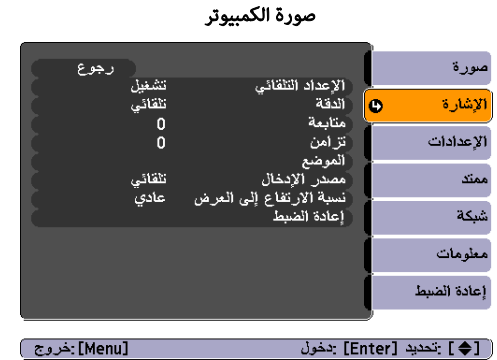 صورة الكمبيوتر
صورة
الإشارة
الإعدادات
ممتد
شبكة
معلومات
إعادة الضبط
رجوع
الإعداد التلقائي تشغيل
الدقة تلقائي
متابعة 0
تزامن 0
الموضع
مصدر الإدخال تلقائي
نسبة الارتفاع إلى العرض عادي
إعادة الضبط
[ ] :تحديد [Enter] :دخول [Menu] :خروج